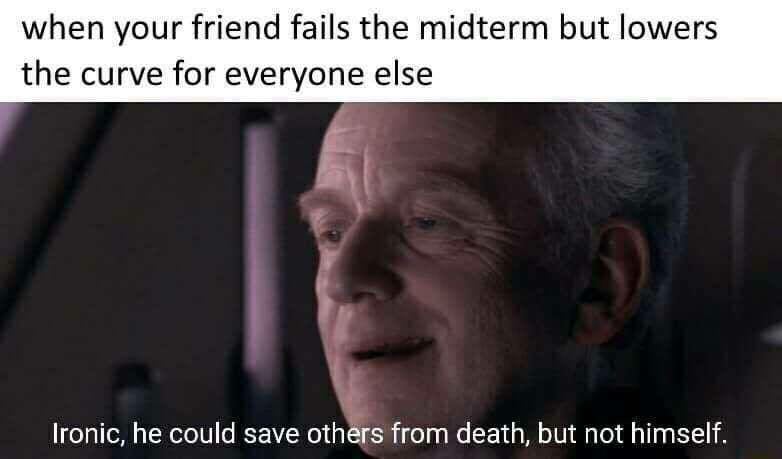 when your friend fails the midterm but lowers
the curve for everyone else
Ironic, he could save others from death, but not himself.